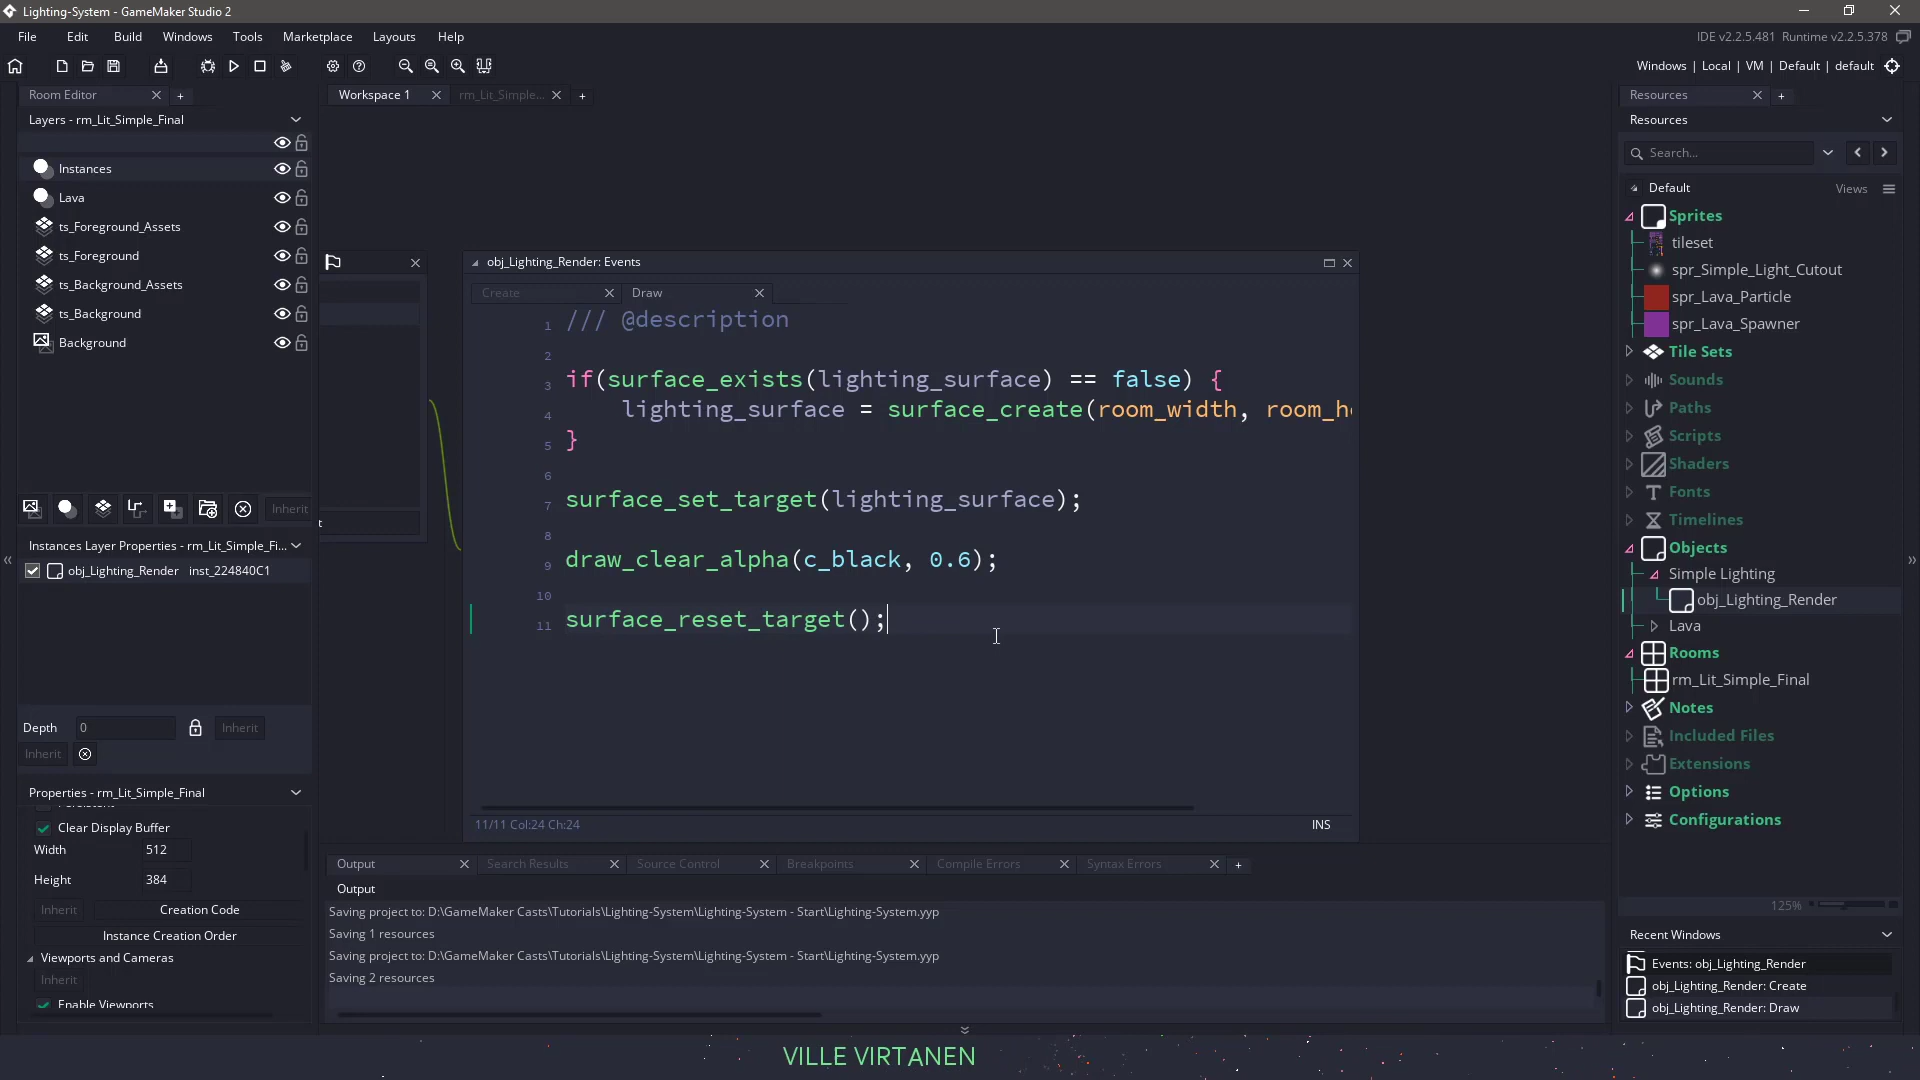 Lighting-System - GameMaker Studio 2
File Edit Build Windows Tools Marketplace Layouts Help
IDE v2.2.5.481 Runtime v2.2.5.378
Windows | Local | VM | Default | default
Room Editor
Layers - rm_Lit_Simple_Final
Instances
Lava
ts_Foreground_Assets
ts_Foreground
ts_Background_Assets
ts_Background
Background
Inherit
Instances Layer Properties - rm_Lit_Simple_Fi...
obj_Lighting_Render inst_224840C1
Depth 0 Inherit
Inherit
Properties - rm_Lit_Simple_Final
Clear Display Buffer
Width 512
Height 384
Inherit Creation Code
Instance Creation Order
Viewports and Cameras
Inherit
Enable Viewports
Workspace 1 rm_Lit_Simple...
t
obj_Lighting_Render: Events
Create Draw
1 /// @description
2
3 if(surface_exists(lighting_surface) == false) {
4 lighting_surface = surface_create(room_width, room_h
5 }
6
7 surface_set_target(lighting_surface);
8
9 draw_clear_alpha(c_black, 0.6);
10
11 surface_reset_target();
11/11 Col:24 Ch:24 INS
Output Search Results Source Control Breakpoints Compile Errors Syntax Errors
Output
Saving project to: D:\GameMaker Casts\Tutorials\Lighting-System\Lighting-System - Start\Lighting-System.yyp
Saving 1 resources
Saving project to: D:\GameMaker Casts\Tutorials\Lighting-System\Lighting-System - Start\Lighting-System.yyp
Saving 2 resources
Resources
Resources
Search...
Default Views
Sprites
tileset
spr_Simple_Light_Cutout
spr_Lava_Particle
spr_Lava_Spawner
Tile Sets
Sounds
Paths
Scripts
Shaders
Fonts
Timelines
Objects
Simple Lighting
obj_Lighting_Render
Lava
Rooms
rm_Lit_Simple_Final
Notes
Included Files
Extensions
Options
Configurations
125%
Recent Windows
Events: obj_Lighting_Render
obj_Lighting_Render: Create
obj_Lighting_Render: Draw
VILLE VIRTANEN